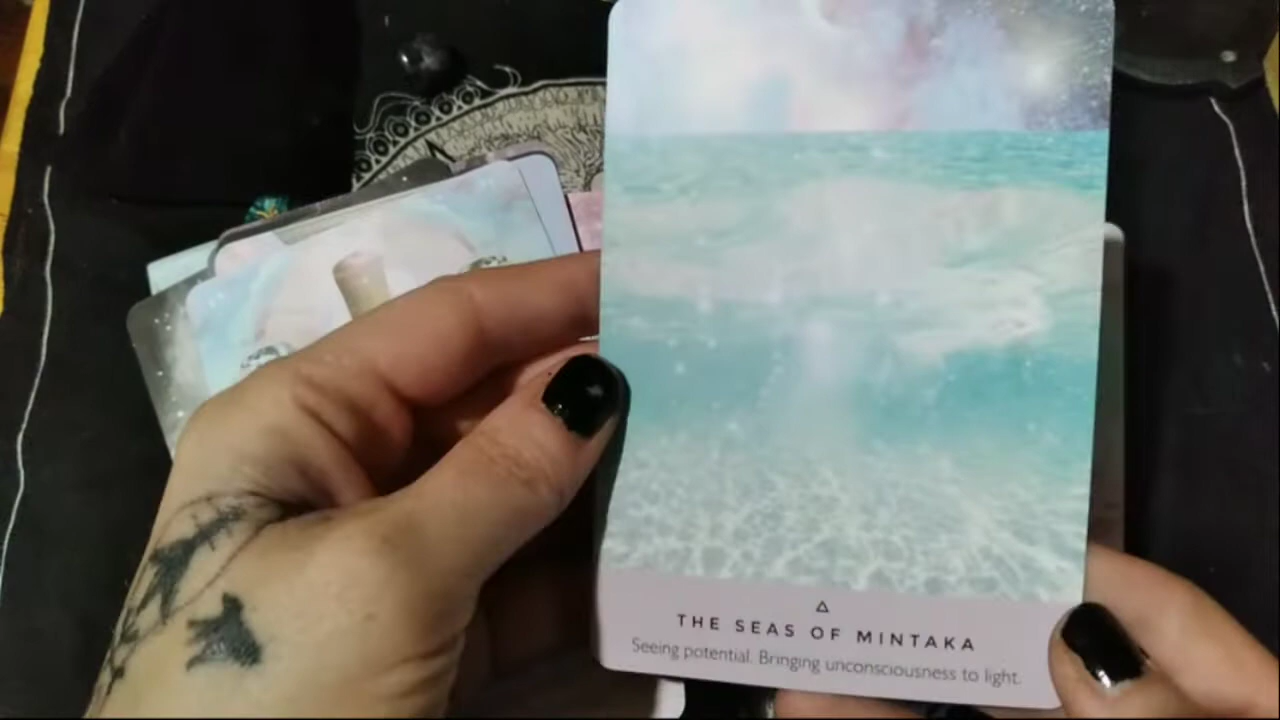 THE SEAS OF MINTAKA
Seeing potential. Bringing unconsciousness to light.